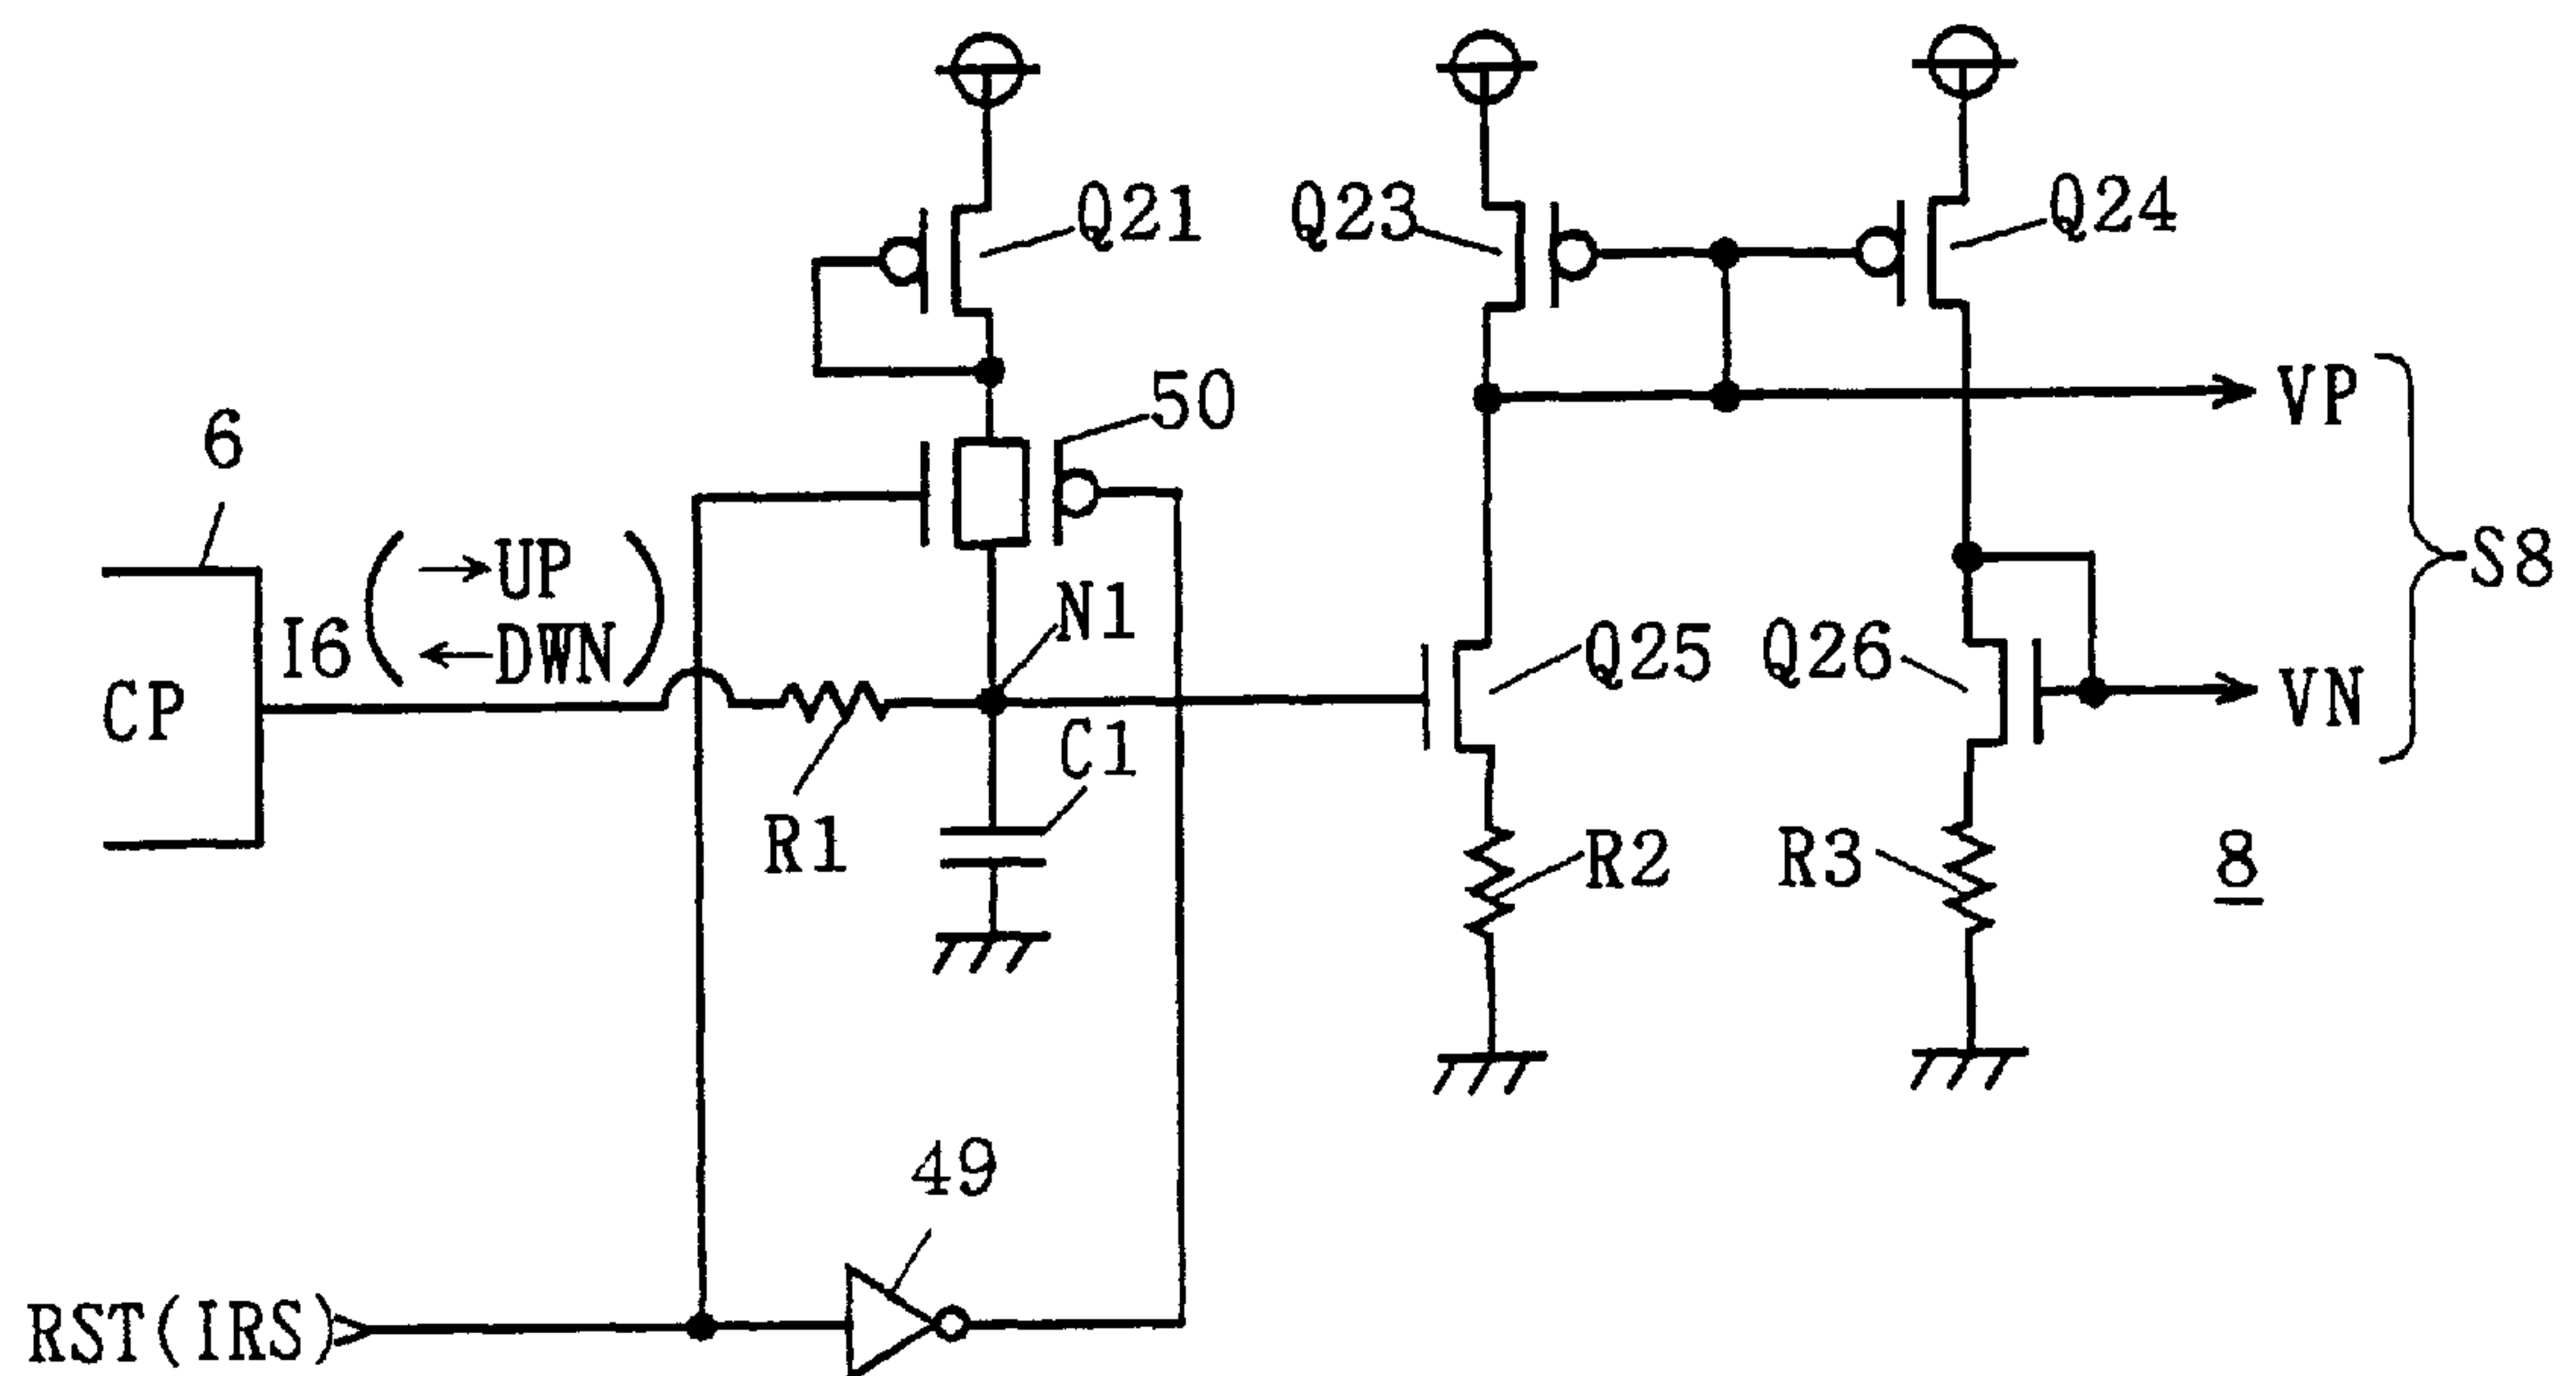 Q21
Q23
Q24
50
VP
6
S8
I6 ( →UP
←DWN )
N1
Q25
Q26
VN
CP
C1
R1
R2
R3
8
49
RST(IRS)